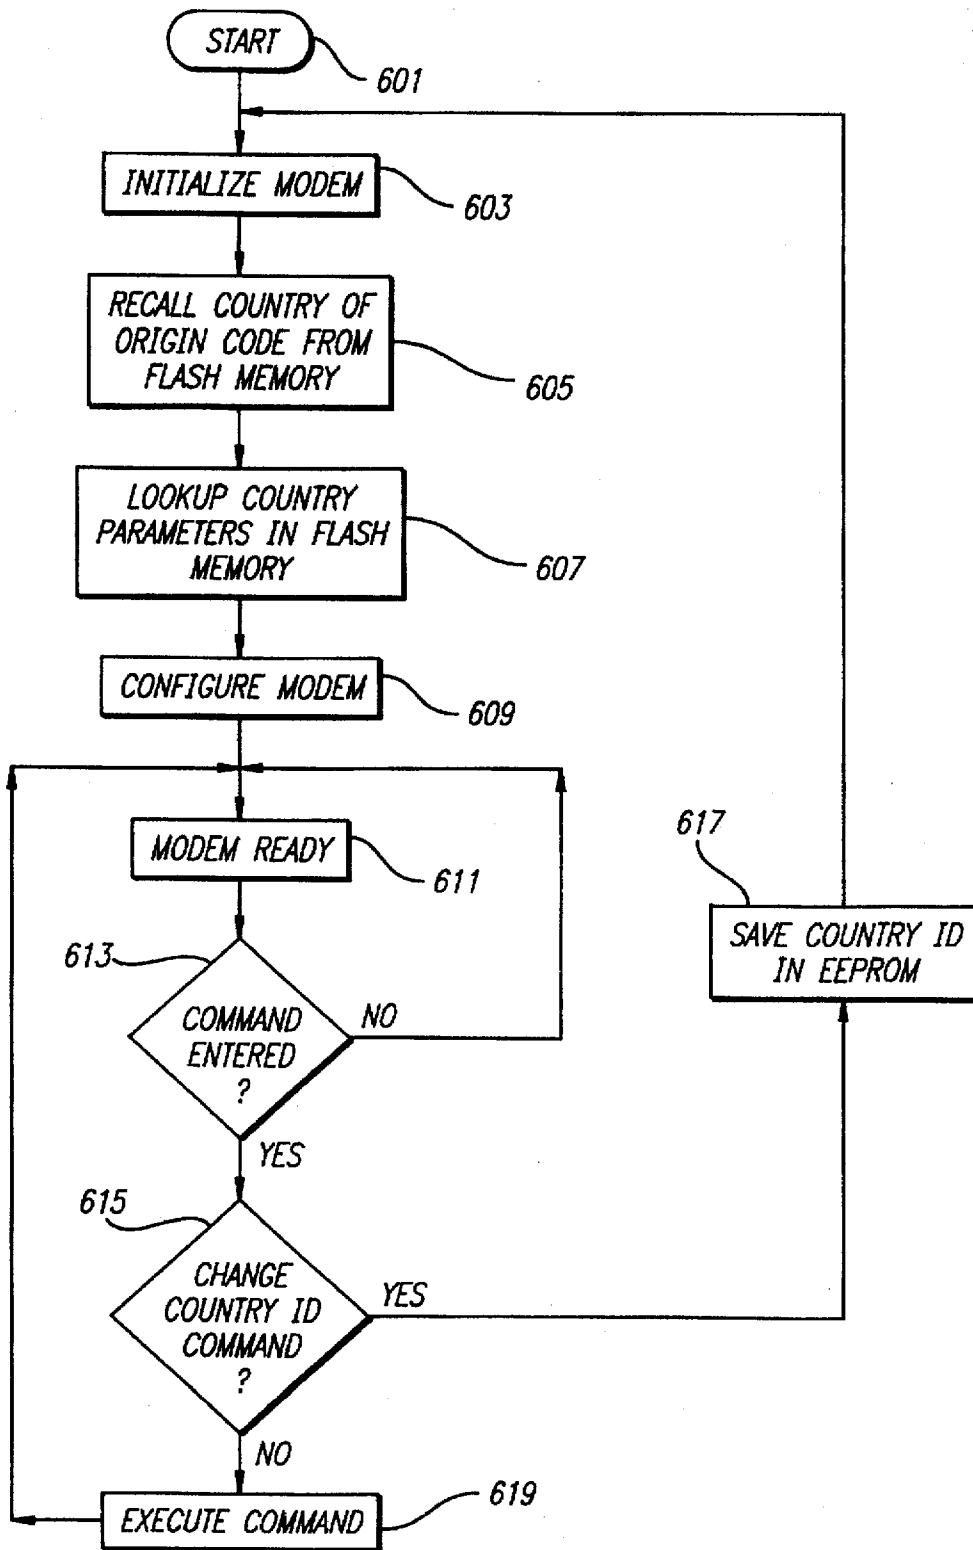 START
601
INITIALIZE MODEM
603
RECALL COUNTRY OF
ORIGIN CODE FROM
FLASH MEMORY
605
LOOKUP COUNTRY
PARAMETERS IN FLASH
MEMORY
607
CONFIGURE MODEM
609
MODEM READY
611
617
SAVE COUNTRY ID
IN EEPROM
613
COMMAND
ENTERED
?
NO
YES
615
CHANGE
COUNTRY ID
COMMAND
?
YES
NO
EXECUTE COMMAND
619